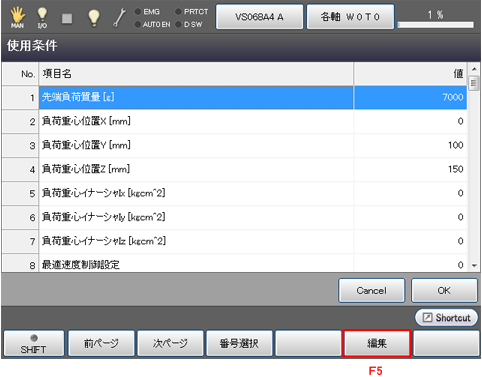 MAN
I/O
EMG
AUTO EN
PRTCT
D SW
VS068A4 A
各軸 W0T0
1 %
使用条件
No. 項目名 値
1 先端負荷質量 [g] 7000
2 負荷重心位置X [mm] 0
3 負荷重心位置Y [mm] 100
4 負荷重心位置Z [mm] 150
5 負荷重心イナーシャIx [kgcm^2] 0
6 負荷重心イナーシャIy [kgcm^2] 0
7 負荷重心イナーシャIz [kgcm^2] 0
8 最適速度制御設定 0
Cancel
OK
Shortcut
SHIFT
前ページ
次ページ
番号選択
編集
F5